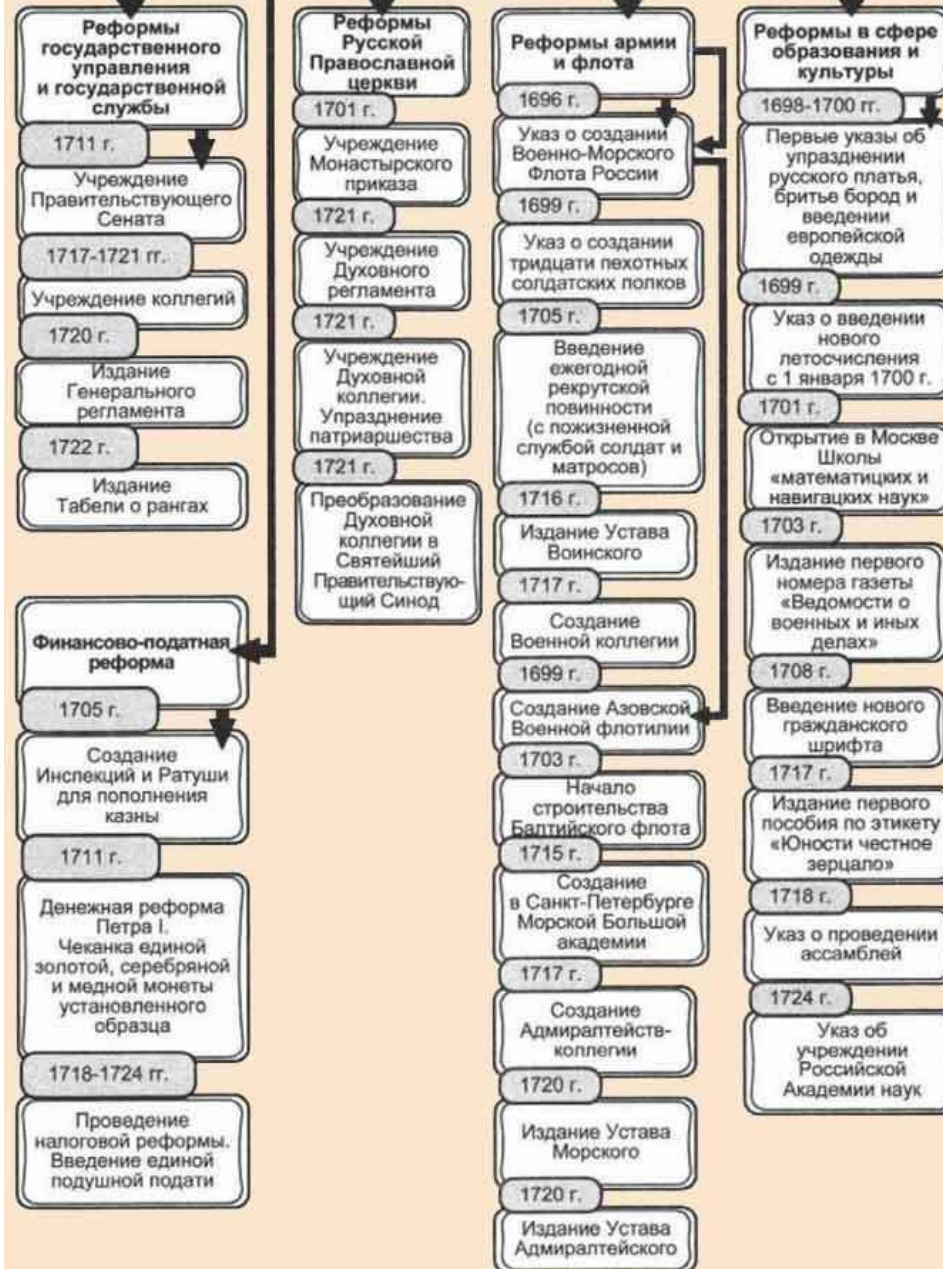 Реформы
государственного
управления
и государственной
службы
1711 г.
Учреждение
Правительствующего
Сената
1717-1721 гг.
Учреждение коллегий
1720 г.
Издание
Генерального
регламента
1722 г.
Издание
Табели о рангах
Финансово-податная
реформа
1705 г.
Создание
Инспекций и Ратуши
для пополнения
казны
1711 г.
Денежная реформа
Петра I.
Чеканка единой
золотой, серебряной
и медной монеты
установленного
образца
1718-1724 гг.
Проведение
налоговой реформы.
Введение единой
подушной подати
Реформы
Русской
Православной
церкви
1701 г.
Учреждение
Монастырского
приказа
1721 г.
Учреждение
Духовного
регламента
1721 г.
Учреждение
Духовной
коллегии.
Упразднение
патриаршества
1721 г.
Преобразование
Духовной
коллегии в
Святейший
Правительствую-
щий Синод
Реформы армии
и флота
1696 г.
Указ о создании
Военно-Морского
Флота России
1699 г.
Указ о создании
тридцати пехотных
солдатских полков
1705 г.
Введение
ежегодной
рекрутской
повинности
(с пожизненной
службой солдат и
матросов)
1716 г.
Издание Устава
Воинского
1717 г.
Создание
Военной коллегии
1699 г.
Создание Азовской
Военной флотилии
1703 г.
Начало
строительства
Балтийского флота
1715 г.
Создание
в Санкт-Петербурге
Морской Большой
академии
1717 г.
Создание
Адмиралтейств-
коллегии
1720 г.
Издание Устава
Морского
1720 г.
Издание Устава
Адмиралтейского
Реформы в сфере
образования и
культуры
1698-1700 гг.
Первые указы об
упразднении
русского платья,
бритье бород и
введении
европейской
одежды
1699 г.
Указ о введении
нового
летосчисления
с 1 января 1700 г.
1701 г.
Открытие в Москве
Школы
«математицких и
навигацких наук»
1703 г.
Издание первого
номера газеты
«Ведомости о
военных и иных
делах»
1708 г.
Введение нового
гражданского
шрифта
1717 г.
Издание первого
пособия по этикету
«Юности честное
зерцало»
1718 г.
Указ о проведении
ассамблей
1724 г.
Указ об
учреждении
Российской
Академии наук